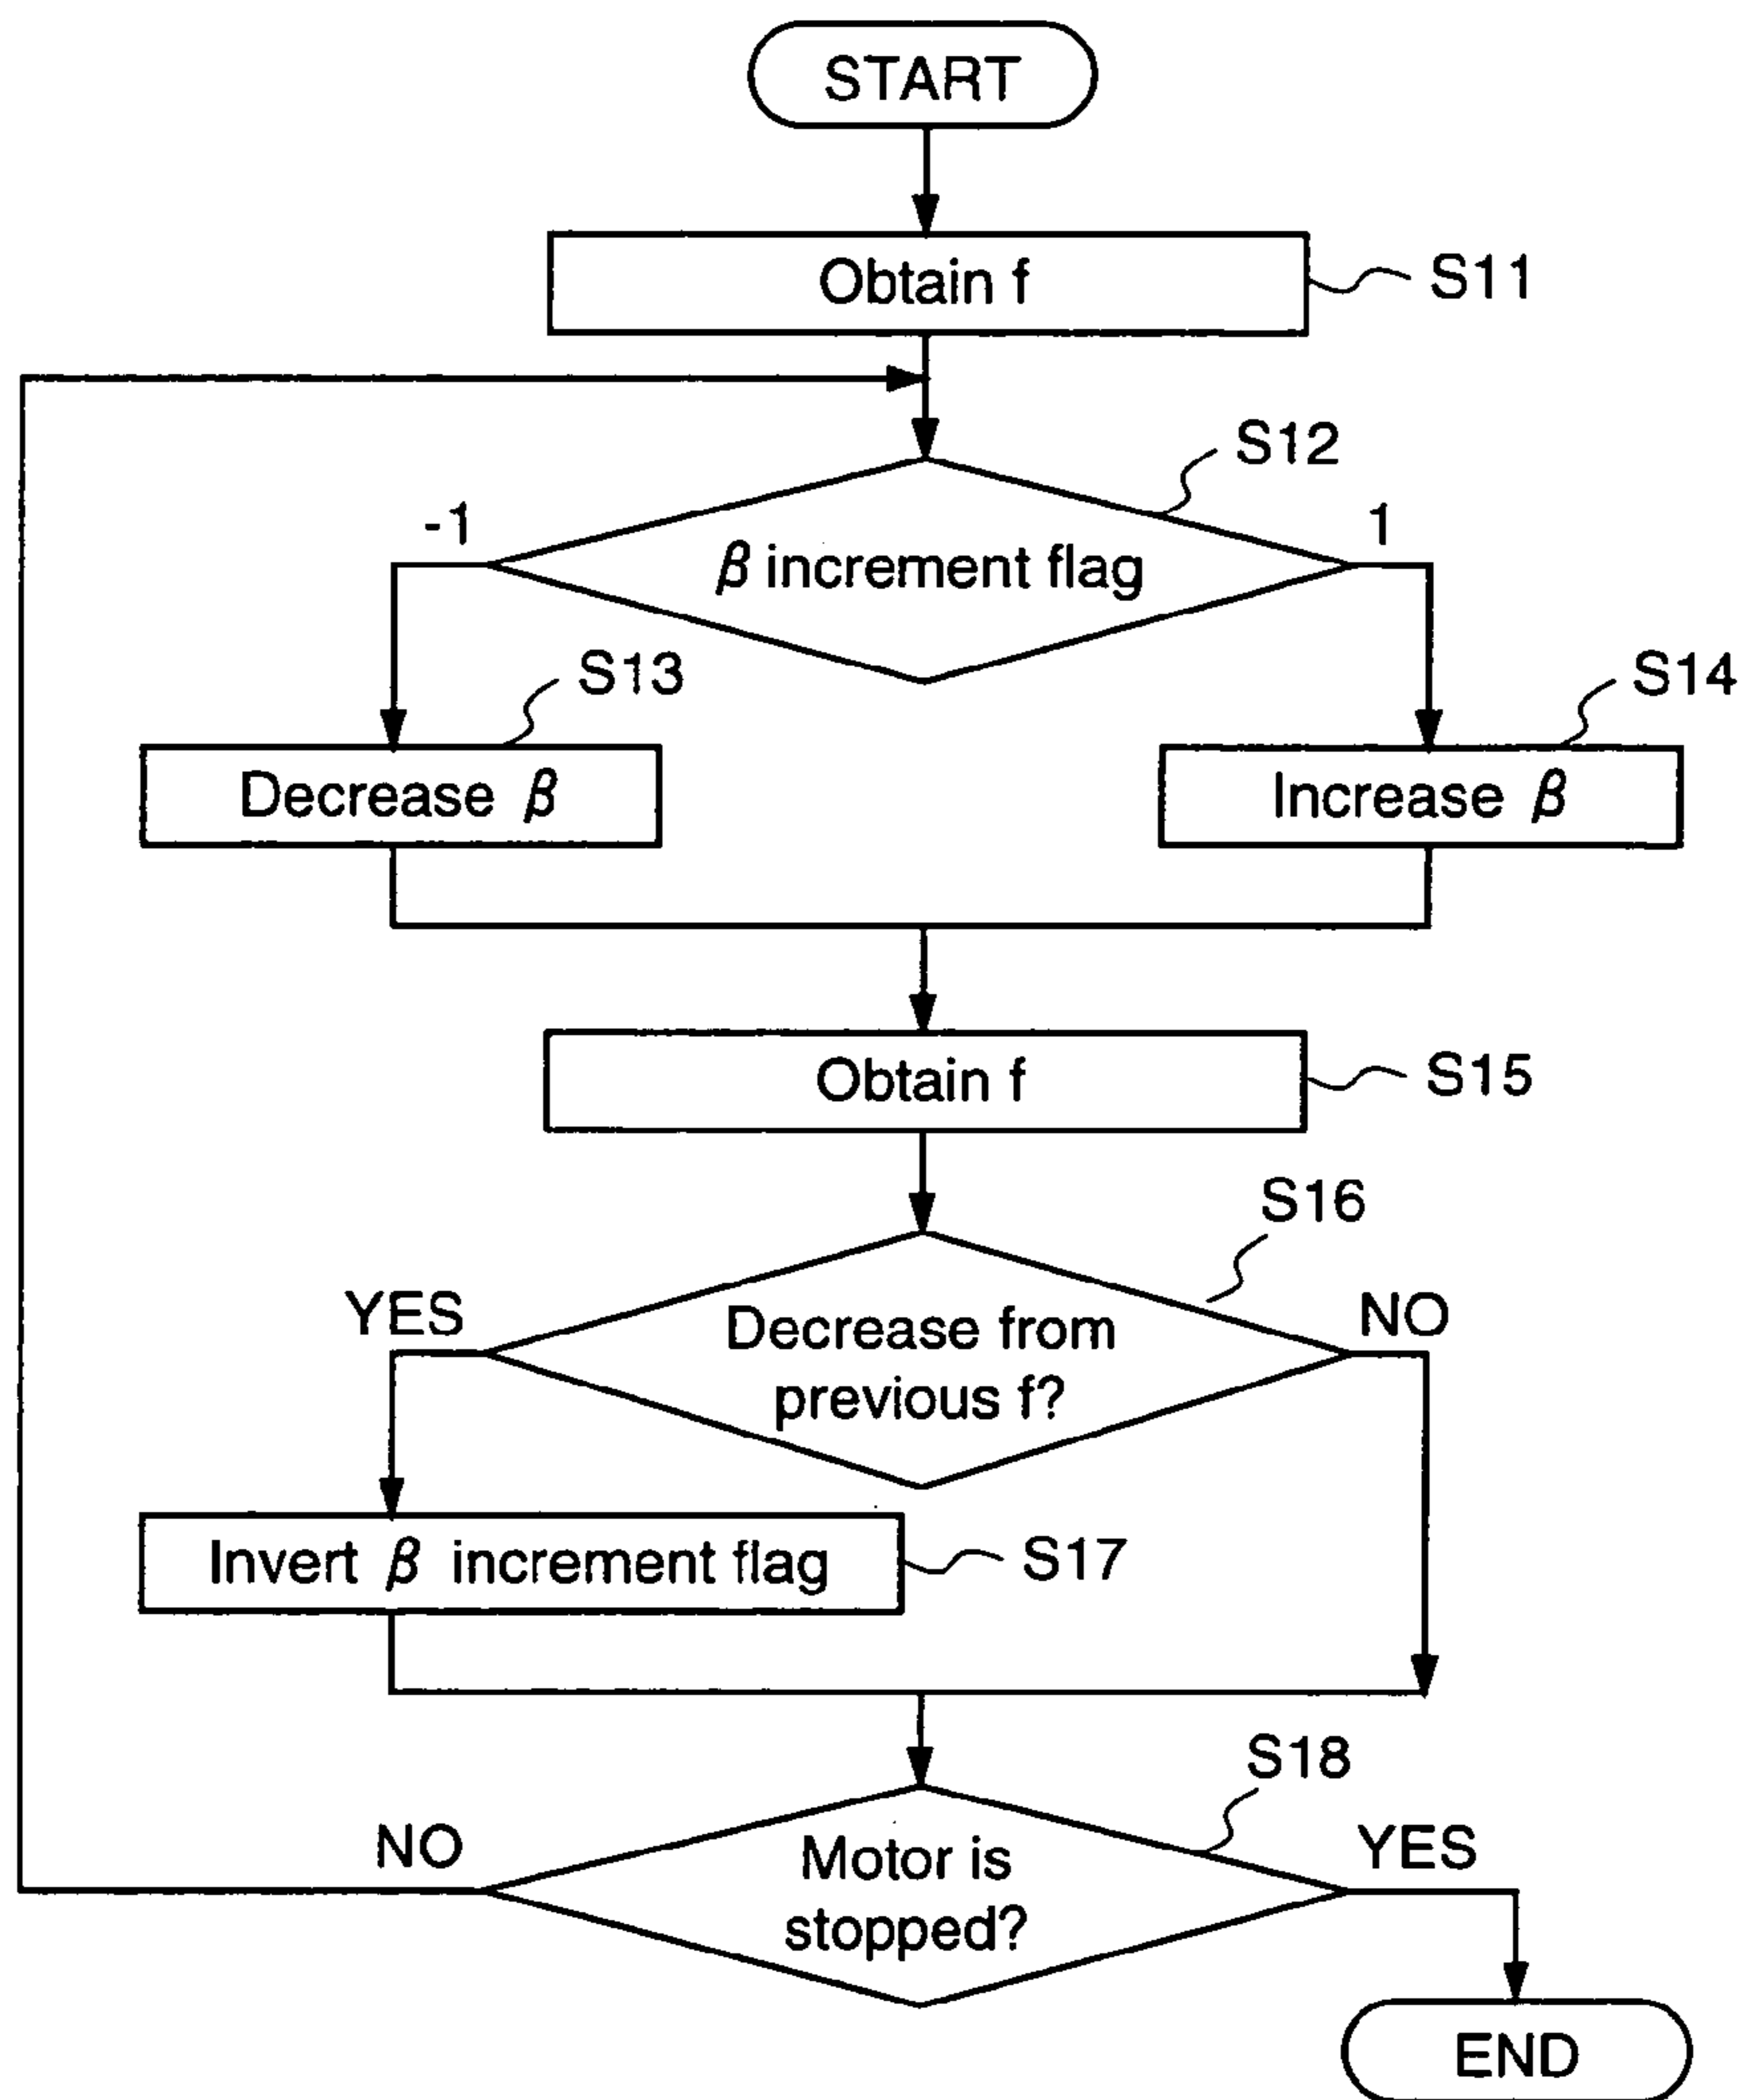 START
Obtain f
S11
S12
-1
1
β increment flag
S13
S14
Decrease β
Increase β
Obtain f
S15
S16
YES
NO
Decrease from
previous f?
Invert β increment flag
S17
S18
NO
YES
Motor is
stopped?
END